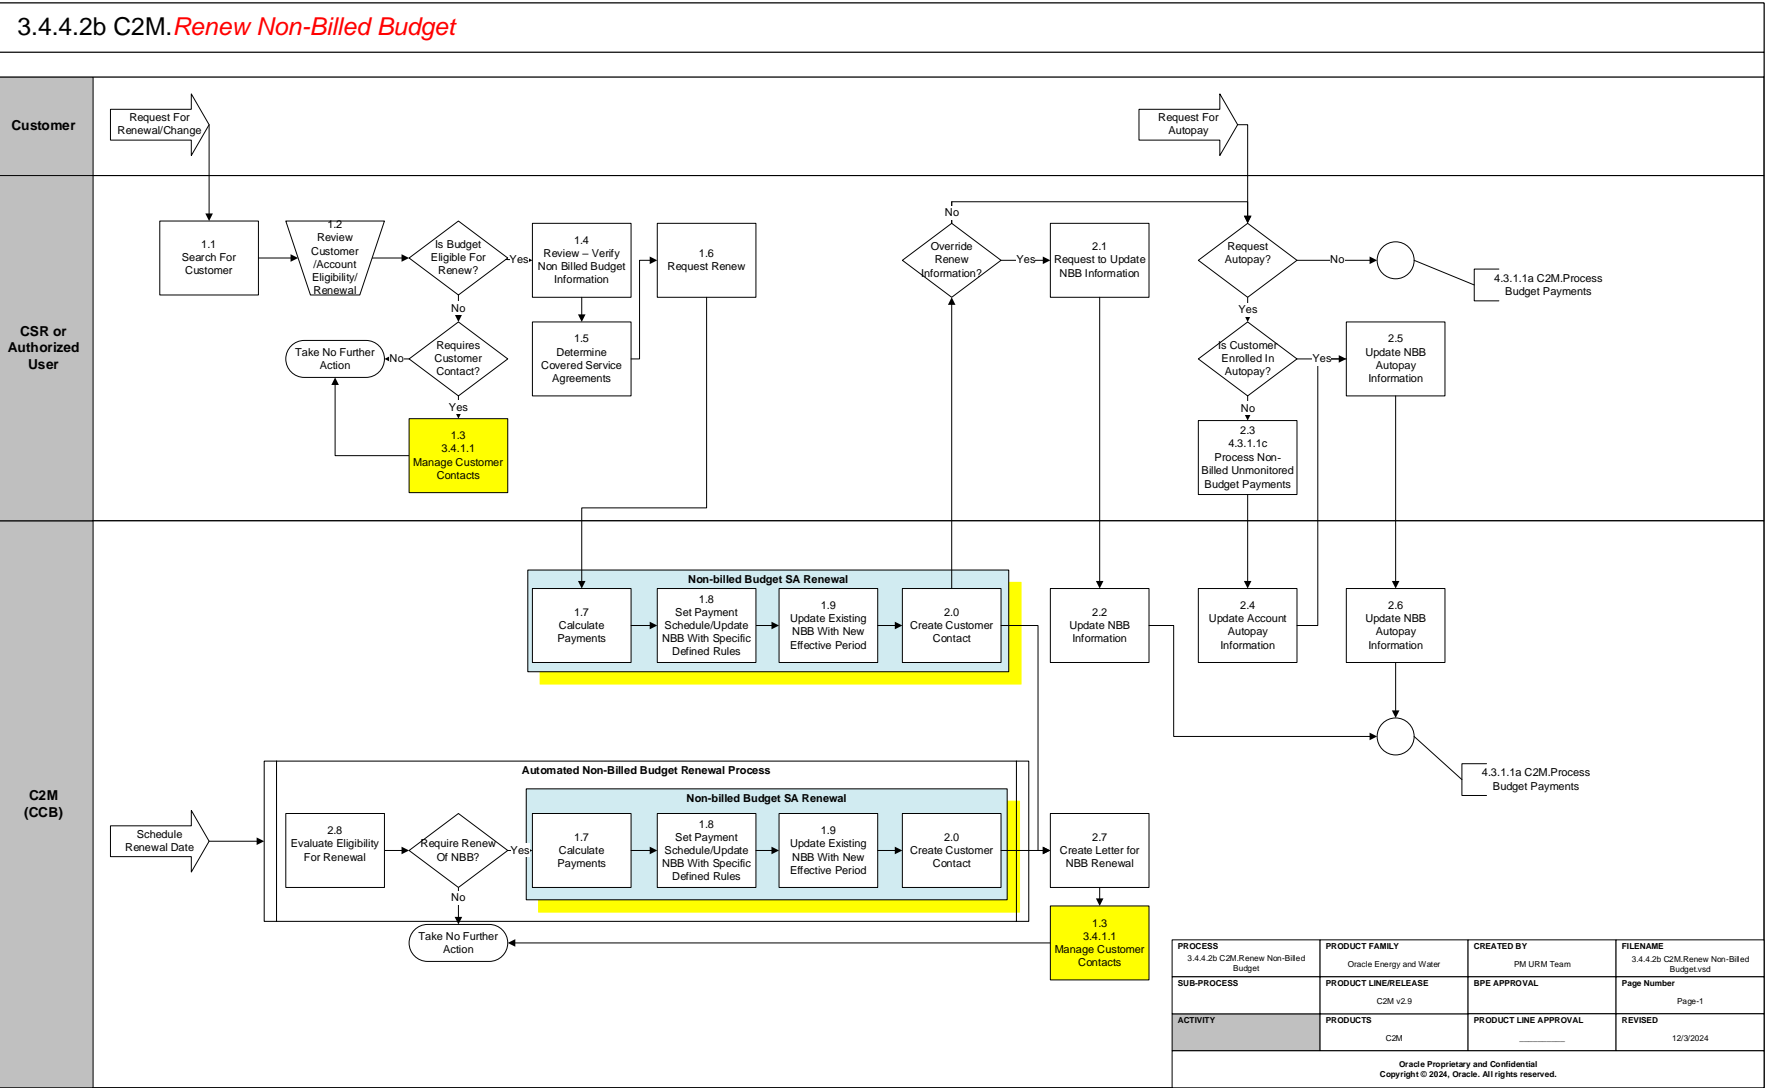 3.4.4.2b C2M.Renew Non-Billed Budget
Customer
Request For
Renewal/Change
Request For
Autopay
CSR or
Authorized
User
1.1
Search For
Customer
1.2
Review
Customer
/Account
Eligibility/
Renewal
Is Budget
Eligible For
Renew?
Yes
No
1.4
Review – Verify
Non Billed Budget
Information
1.6
Request Renew
Requires
Customer
Contact?
No
Yes
Take No Further
Action
1.5
Determine
Covered Service
Agreements
1.3
3.4.1.1
Manage Customer
Contacts
No
Override
Renew
Information?
Yes
2.1
Request to Update
NBB Information
Request
Autopay?
No
Yes
4.3.1.1a C2M.Process
Budget Payments
Is Customer
Enrolled In
Autopay?
Yes
No
2.5
Update NBB
Autopay
Information
2.3
4.3.1.1c
Process Non-
Billed Unmonitored
Budget Payments
C2M
(CCB)
Non-billed Budget SA Renewal
1.7
Calculate
Payments
1.8
Set Payment
Schedule/Update
NBB With Specific
Defined Rules
1.9
Update Existing
NBB With New
Effective Period
2.0
Create Customer
Contact
2.2
Update NBB
Information
2.4
Update Account
Autopay
Information
2.6
Update NBB
Autopay
Information
4.3.1.1a C2M.Process
Budget Payments
Schedule
Renewal Date
Automated Non-Billed Budget Renewal Process
2.8
Evaluate Eligibility
For Renewal
Require Renew
Of NBB?
Yes
No
Non-billed Budget SA Renewal
1.7
Calculate
Payments
1.8
Set Payment
Schedule/Update
NBB With Specific
Defined Rules
1.9
Update Existing
NBB With New
Effective Period
2.0
Create Customer
Contact
2.7
Create Letter for
NBB Renewal
Take No Further
Action
1.3
3.4.1.1
Manage Customer
Contacts
PROCESS
3.4.4.2b C2M.Renew Non-Billed
Budget
PRODUCT FAMILY
Oracle Energy and Water
CREATED BY
PM URM Team
FILENAME
3.4.4.2b C2M.Renew Non-Billed
Budget.vsd
SUB-PROCESS
PRODUCT LINE/RELEASE
C2M v2.9
BPE APPROVAL
Page Number
Page-1
ACTIVITY
PRODUCTS
C2M
PRODUCT LINE APPROVAL
___________
REVISED
12/3/2024
Oracle Proprietary and Confidential
Copyright © 2024, Oracle. All rights reserved.